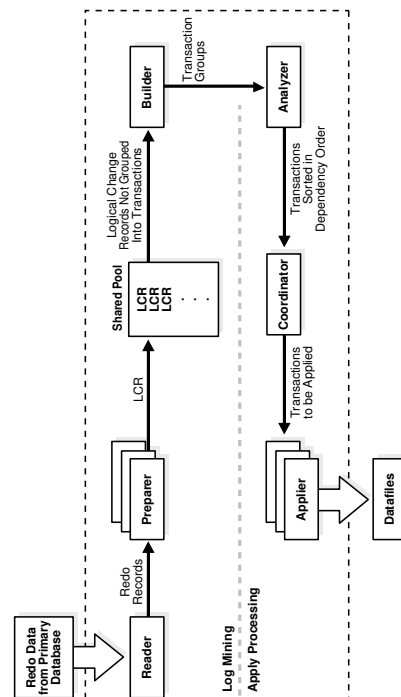 Redo Data
from Primary
Database
Reader
Redo
Records
Preparer
LCR
Shared Pool
LCR
LCR
LCR
. . .
Logical Change
Records Not Grouped
Into Transactions
Builder
Transaction
Groups
Log Mining
Apply Processing
Analyzer
Transactions
Sorted in
Dependency Order
Coordinator
Transactions
to be Applied
Applier
Datafiles